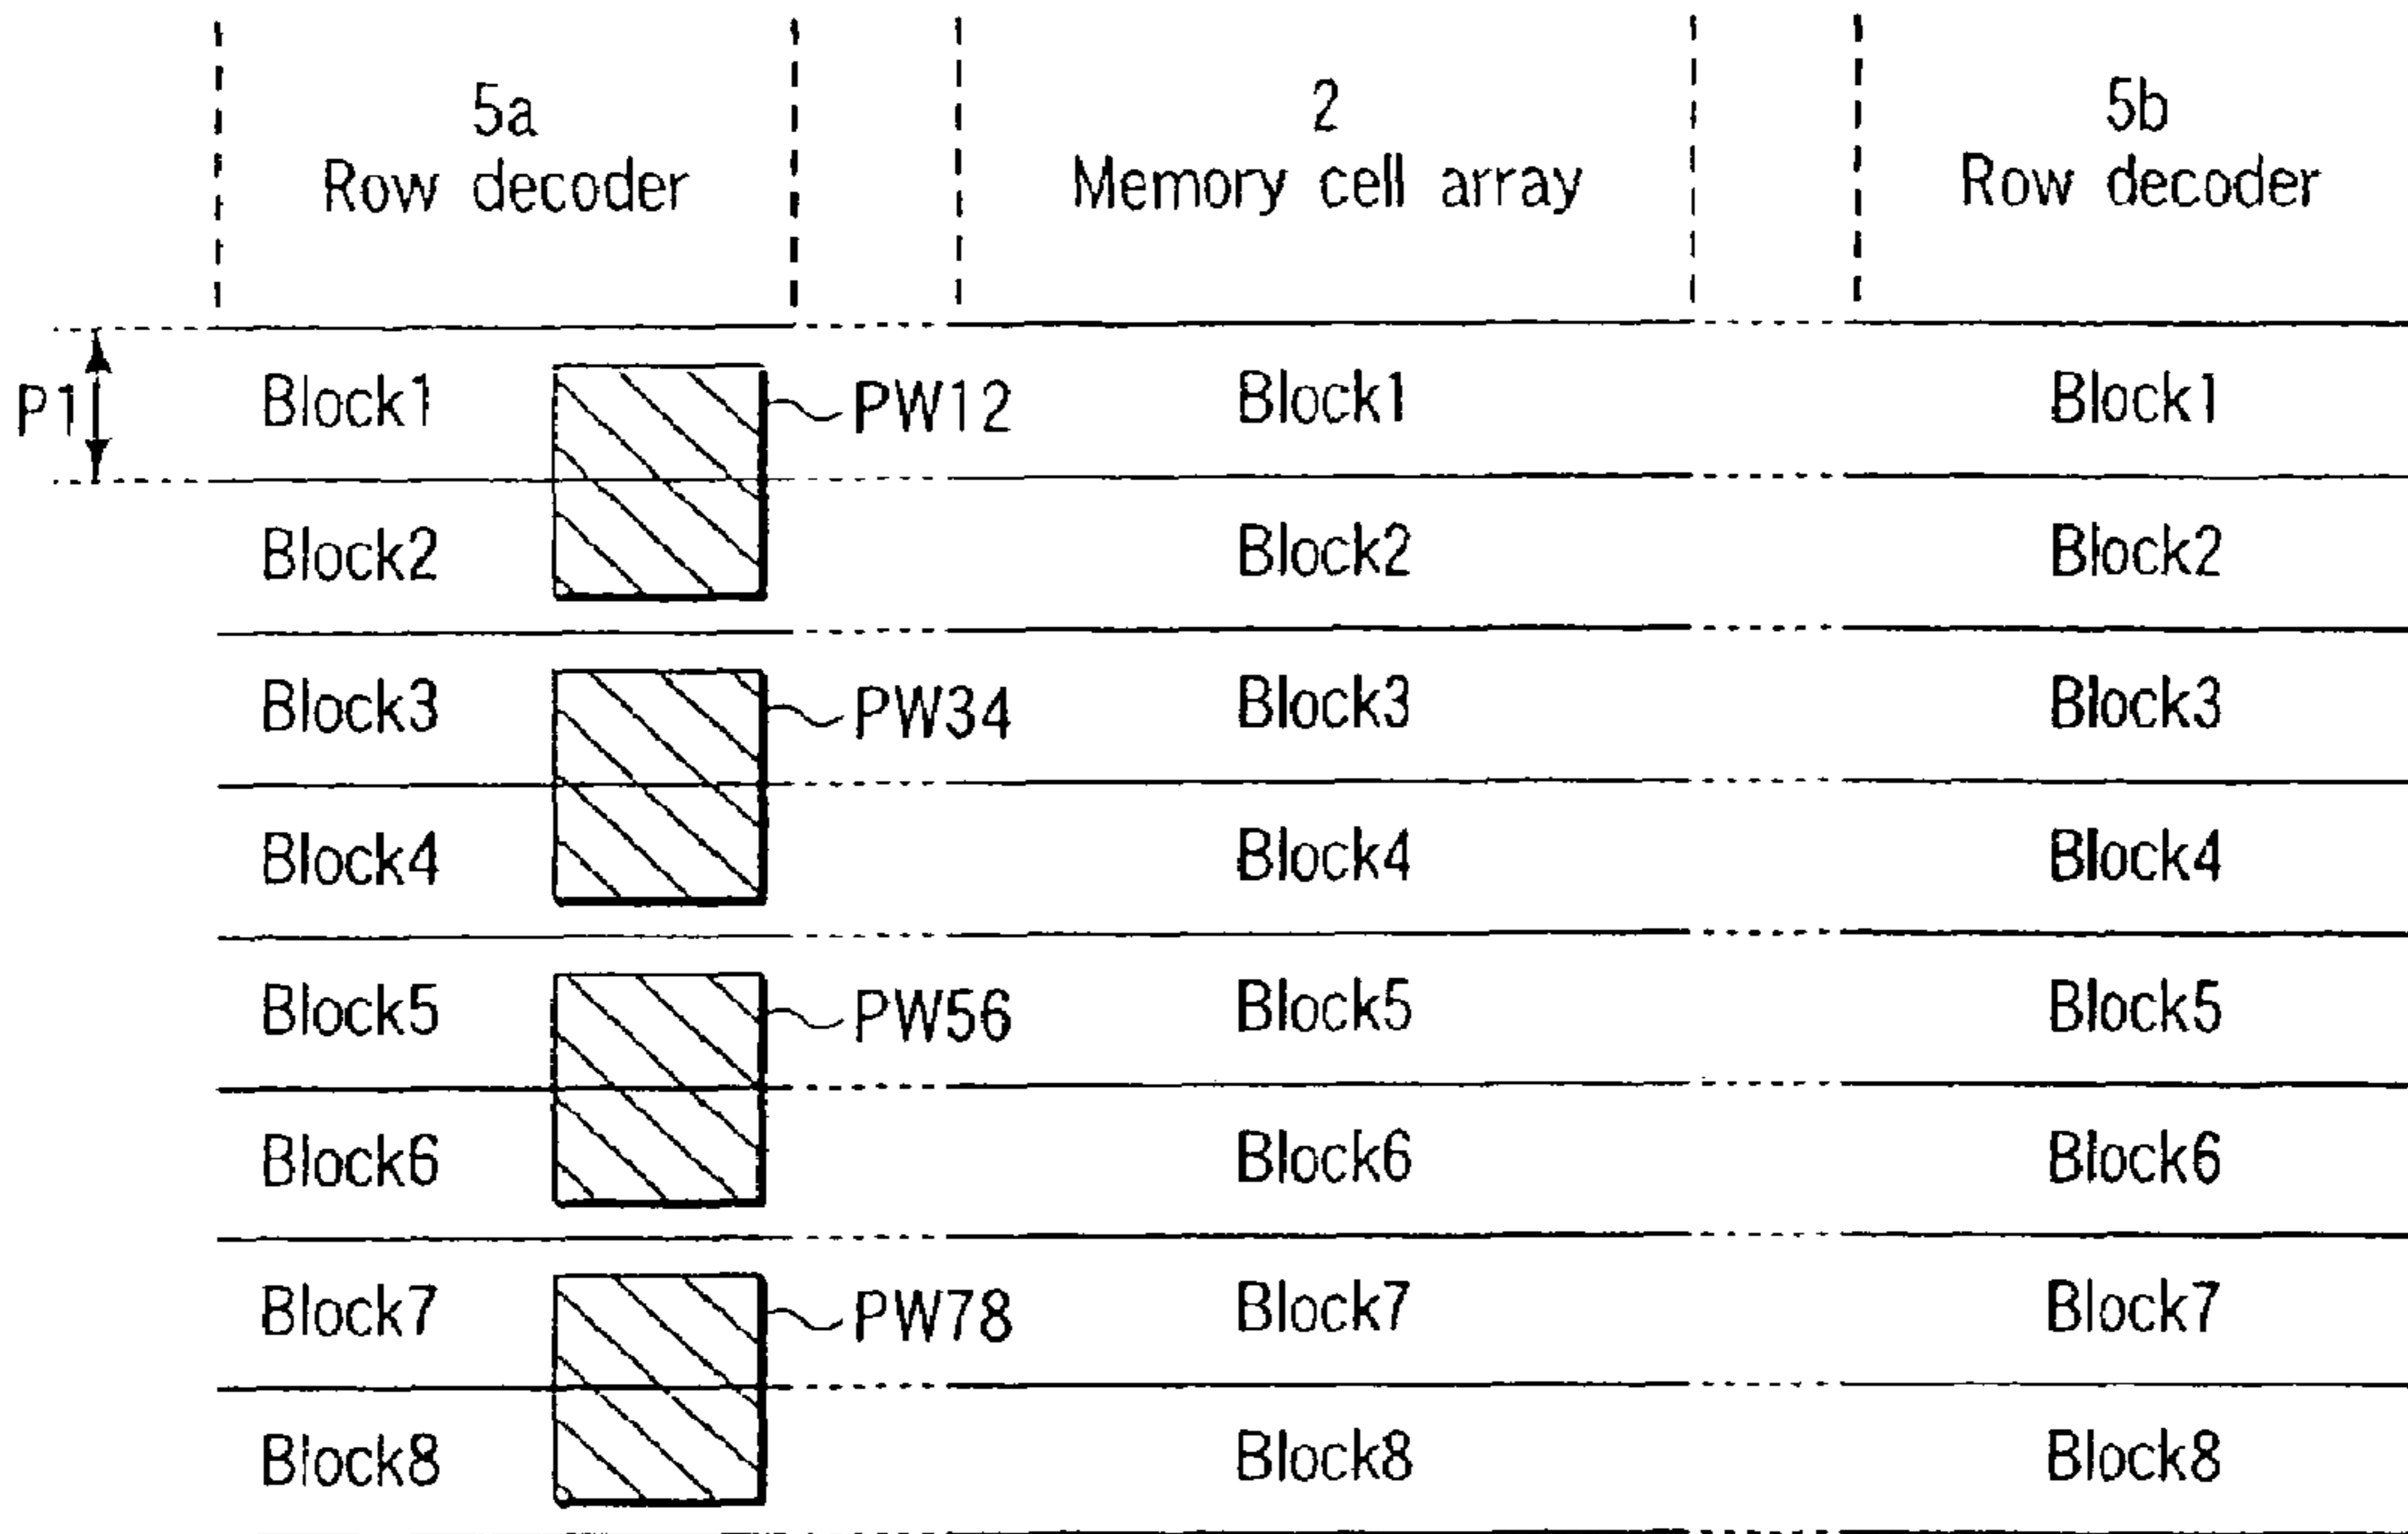 5a 2 5b
Row decoder Memory cell array Row decoder
P1 Block1 PW12 Block1 Block1
Block2 Block2 Block2
Block3 PW34 Block3 Block3
Block4 Block4 Block4
Block5 PW56 Block5 Block5
Block6 Block6 Block6
Block7 PW78 Block7 Block7
Block8 Block8 Block8